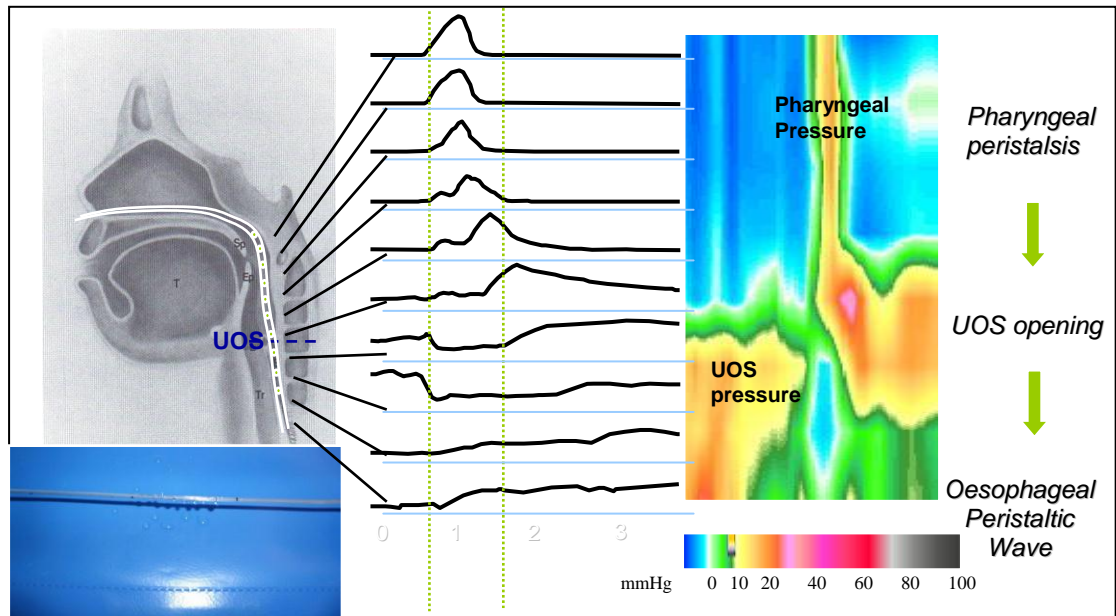 Pharyngeal
Pressure
UOS
pressure
Pharyngeal
peristalsis
UOS opening
Oesophageal
Peristaltic
Wave
SP
Ep
T
UOS
Tr
0 1 2 3
mmHg 0 10 20 40 60 80 100